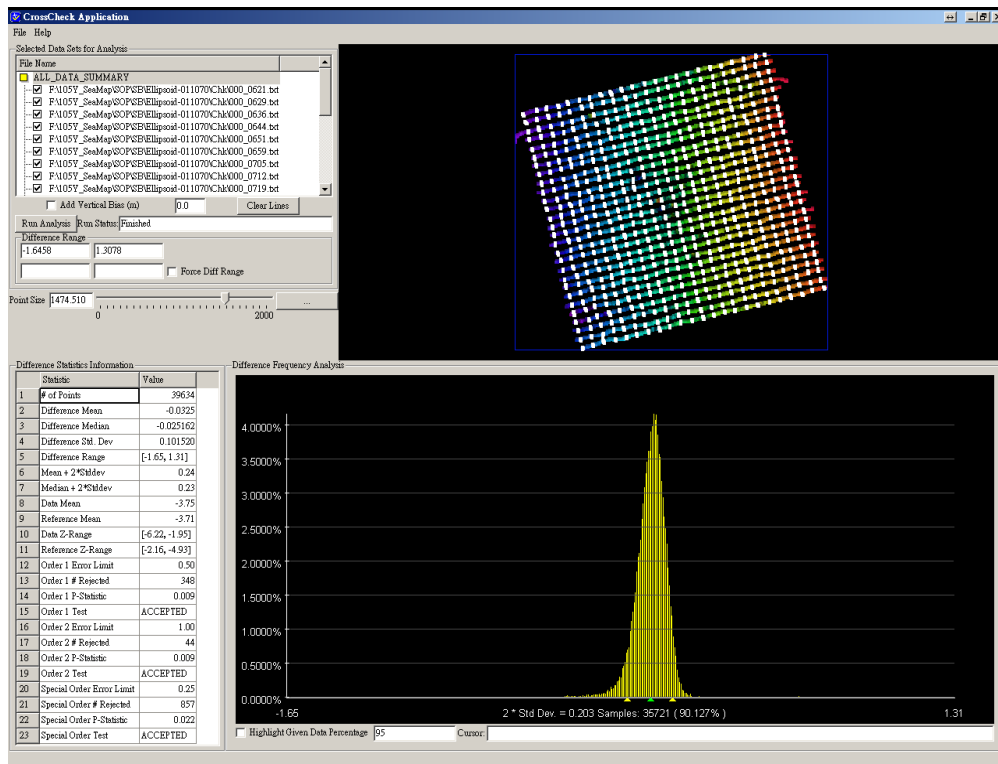 CrossCheck Application
File Help
Selected Data Sets for Analysis
File Name
ALL_DATA_SUMMARY
F:\105Y_SeaMap\SOP\SB\Ellipsoid-011070\Chk\000_0621.txt
F:\105Y_SeaMap\SOP\SB\Ellipsoid-011070\Chk\000_0629.txt
F:\105Y_SeaMap\SOP\SB\Ellipsoid-011070\Chk\000_0636.txt
F:\105Y_SeaMap\SOP\SB\Ellipsoid-011070\Chk\000_0644.txt
F:\105Y_SeaMap\SOP\SB\Ellipsoid-011070\Chk\000_0651.txt
F:\105Y_SeaMap\SOP\SB\Ellipsoid-011070\Chk\000_0659.txt
F:\105Y_SeaMap\SOP\SB\Ellipsoid-011070\Chk\000_0705.txt
F:\105Y_SeaMap\SOP\SB\Ellipsoid-011070\Chk\000_0712.txt
F:\105Y_SeaMap\SOP\SB\Ellipsoid-011070\Chk\000_0719.txt
Add Vertical Bias (m) 0.0 Clear Lines
Run Analysis Run Status: Finished
Difference Range
-1.6458 1.3078
Force Diff Range
Point Size 1474.510 ...
0 2000
Difference Statistics Information
Statistic Value
1 # of Points 39634
2 Difference Mean -0.0325
3 Difference Median -0.025162
4 Difference Std. Dev 0.101520
5 Difference Range [-1.65, 1.31]
6 Mean + 2*Stddev 0.24
7 Median + 2*Stddev 0.23
8 Data Mean -3.75
9 Reference Mean -3.71
10 Data Z-Range [-6.22, -1.95]
11 Reference Z-Range [-2.16, -4.93]
12 Order 1 Error Limit 0.50
13 Order 1 # Rejected 348
14 Order 1 P-Statistic 0.009
15 Order 1 Test ACCEPTED
16 Order 2 Error Limit 1.00
17 Order 2 # Rejected 44
18 Order 2 P-Statistic 0.009
19 Order 2 Test ACCEPTED
20 Special Order Error Limit 0.25
21 Special Order # Rejected 857
22 Special Order P-Statistic 0.022
23 Special Order Test ACCEPTED
Difference Frequency Analysis
4.0000%
3.5000%
3.0000%
2.5000%
2.0000%
1.5000%
1.0000%
0.5000%
0.0000%
-1.65 2 * Std Dev. = 0.203 Samples: 35721 ( 90.127% ) 1.31
Highlight Given Data Percentage 95 Cursor: